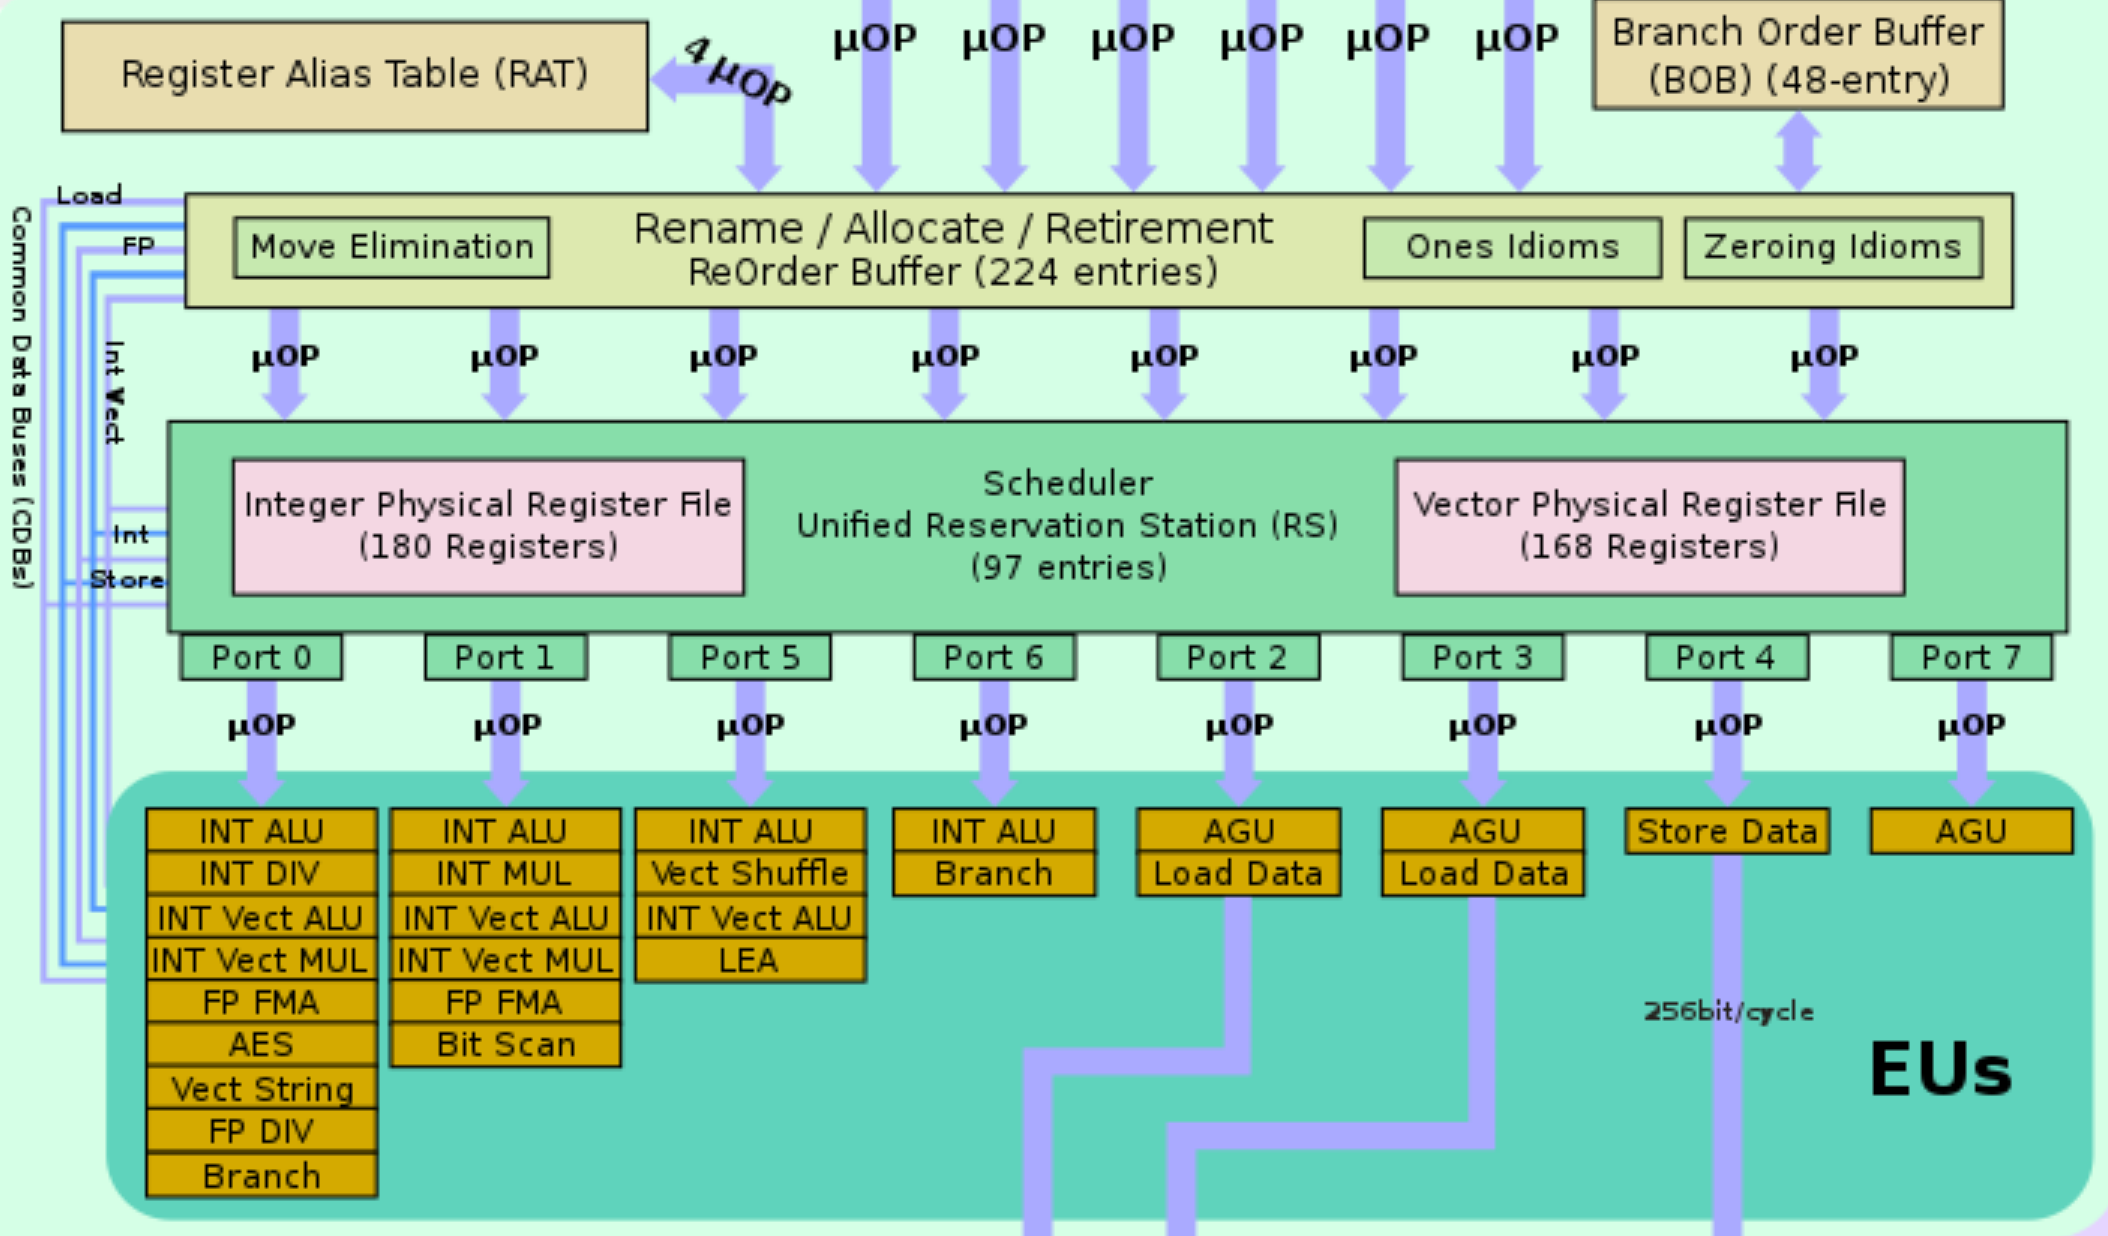 Register Alias Table (RAT)
4 µOP
µOP
µOP
µOP
µOP
µOP
µOP
Branch Order Buffer
(BOB) (48-entry)
Common Data Buses (CDBs)
Load
FP
Int Vect
Int
Store
Move Elimination
Rename / Allocate / Retirement
ReOrder Buffer (224 entries)
Ones Idioms
Zeroing Idioms
µOP
µOP
µOP
µOP
µOP
µOP
µOP
µOP
Integer Physical Register File
(180 Registers)
Scheduler
Unified Reservation Station (RS)
(97 entries)
Vector Physical Register File
(168 Registers)
Port 0
Port 1
Port 5
Port 6
Port 2
Port 3
Port 4
Port 7
µOP
µOP
µOP
µOP
µOP
µOP
µOP
µOP
INT ALU
INT DIV
INT Vect ALU
INT Vect MUL
FP FMA
AES
Vect String
FP DIV
Branch
INT ALU
INT MUL
INT Vect ALU
INT Vect MUL
FP FMA
Bit Scan
INT ALU
Vect Shuffle
INT Vect ALU
LEA
INT ALU
Branch
AGU
Load Data
AGU
Load Data
Store Data
AGU
256bit/cycle
EUs